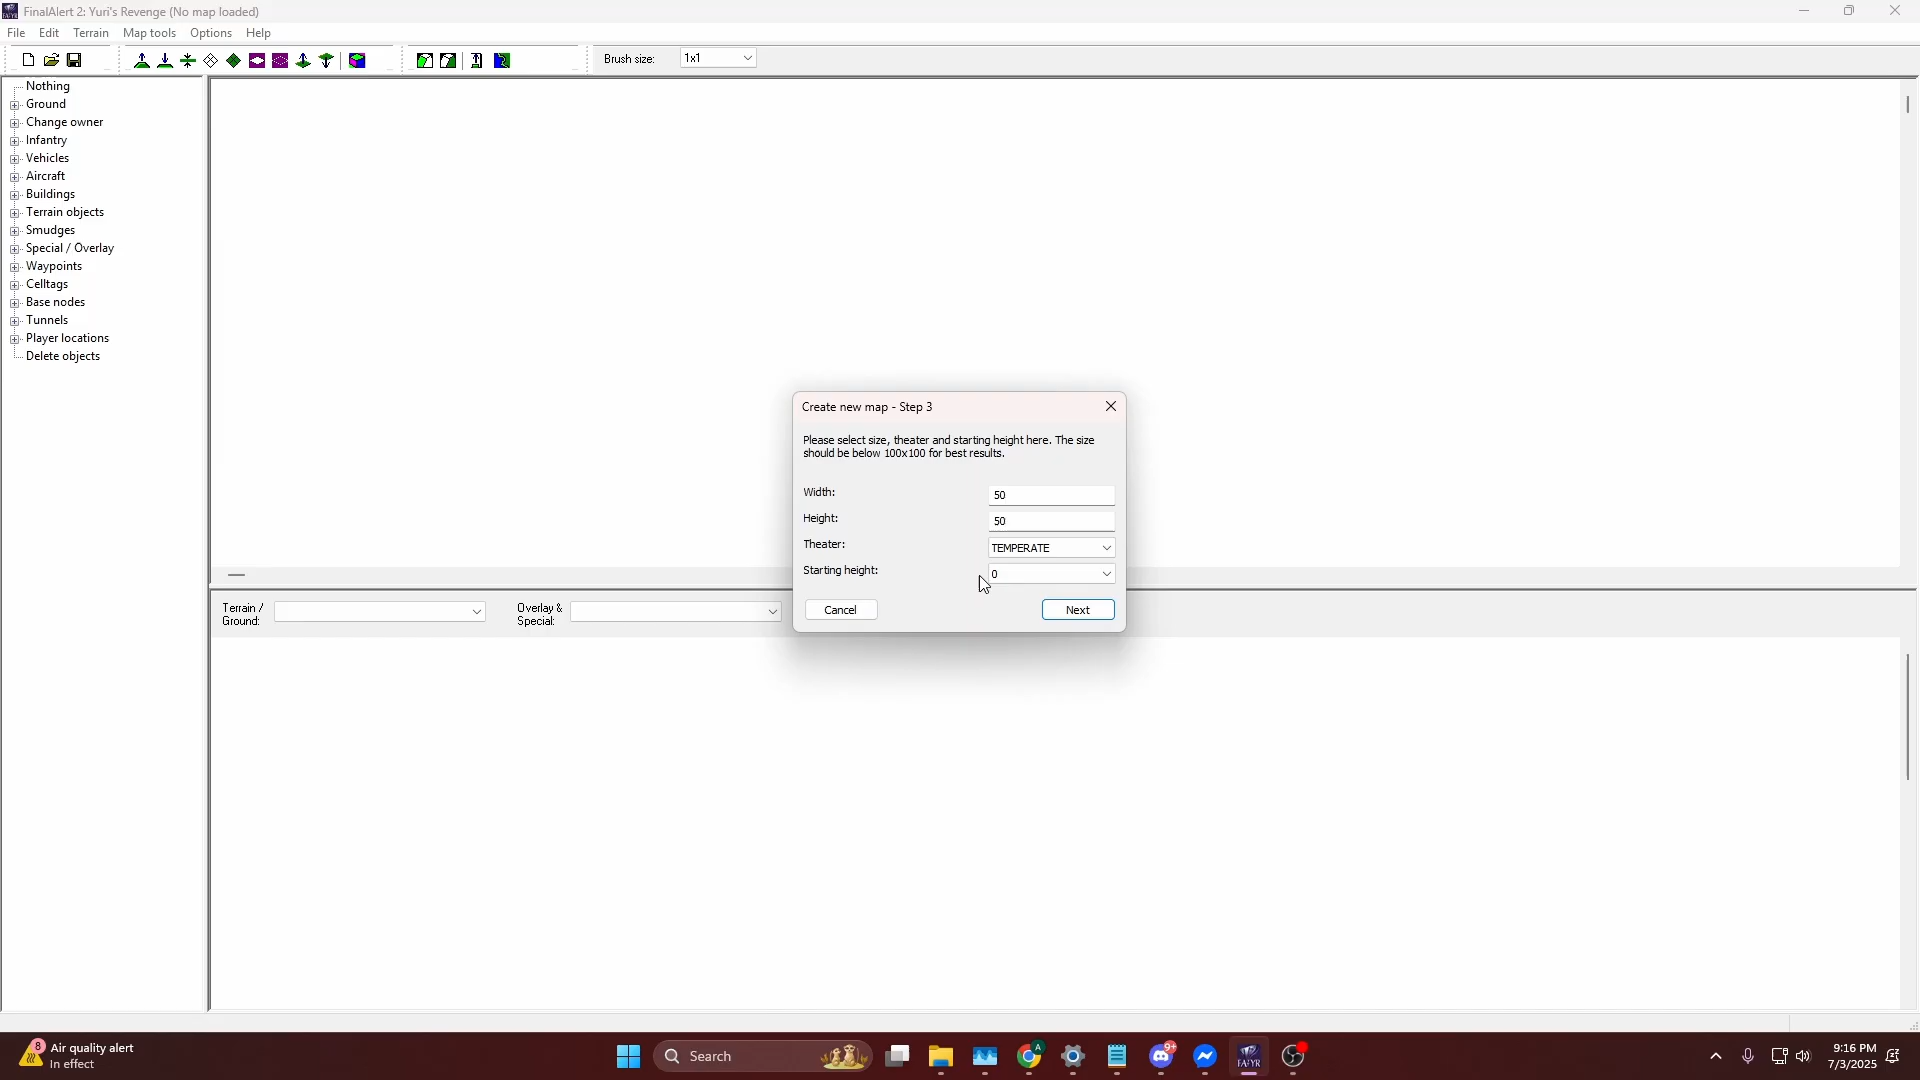 FinalAlert 2: Yuri's Revenge (No map loaded)
File Edit Terrain Map tools Options Help
Brush size: 1x1
Nothing
Ground
Change owner
Infantry
Vehicles
Aircraft
Buildings
Terrain objects
Smudges
Special / Overlay
Waypoints
Celltags
Base nodes
Tunnels
Player locations
Delete objects
Create new map - Step 3
Please select size, theater and starting height here. The size
should be below 100x100 for best results.
Width: 50
Height: 50
Theater: TEMPERATE
Starting height: 0
Cancel Next
Terrain /
Ground:
Overlay &
Special:
8
Air quality alert
In effect
Search
A
9+
FA2YR
9:16 PM
7/3/2025